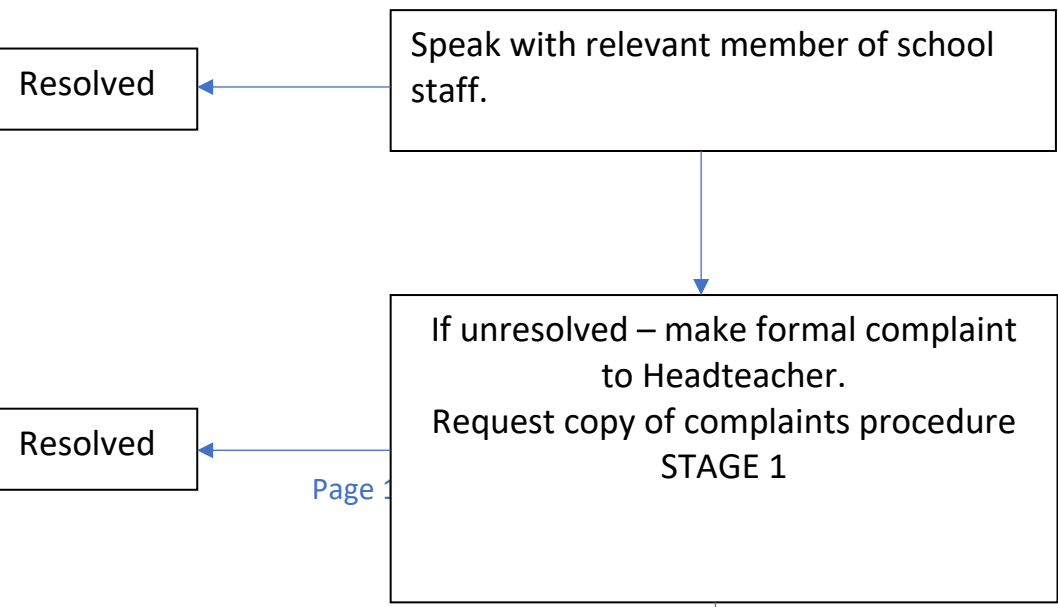 Speak with relevant member of school
staff.
Resolved
If unresolved – make formal complaint
to Headteacher.
Request copy of complaints procedure
STAGE 1
Resolved
Page